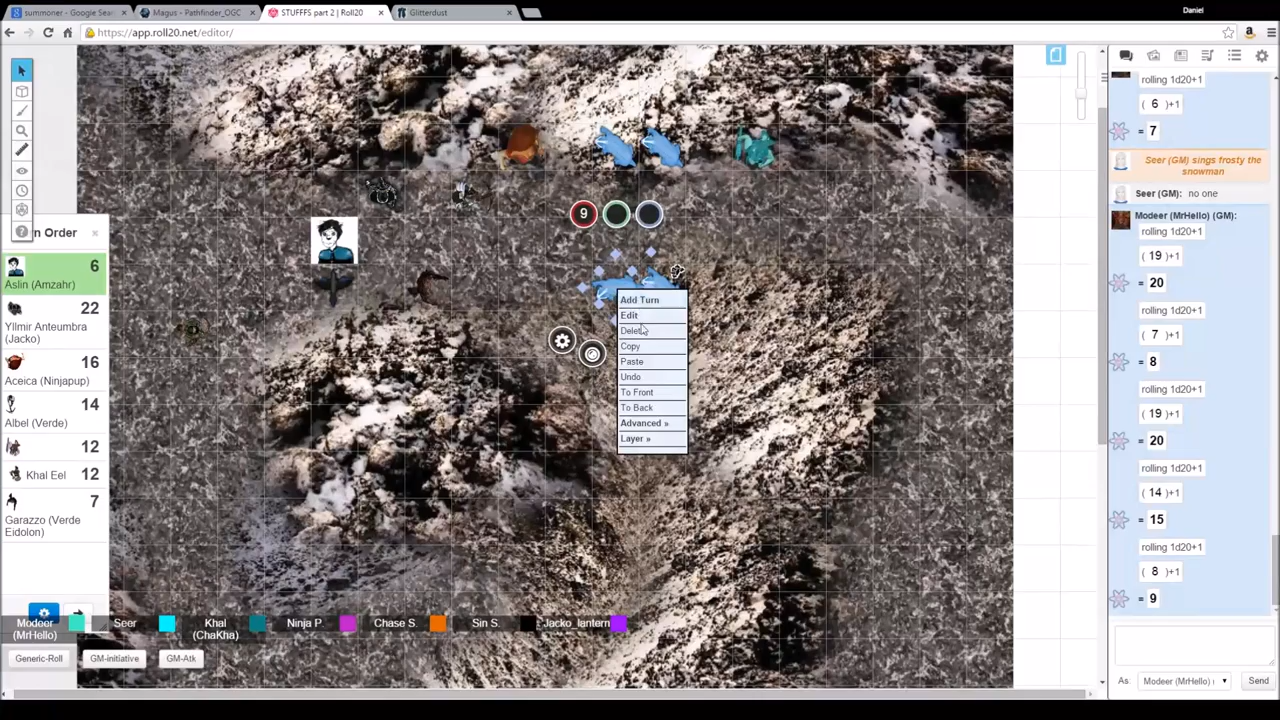 summoner - Google Sea
Magus - Pathfinder_OGC
STUFFFS part 2 | Roll20
Glitterdust
Daniel
https://app.roll20.net/editor/
rn Order
Aslin (Amzahr)
6
Yllmir Anteumbra (Jacko)
22
Aceica (Ninjapup)
16
Albel (Verde)
14
12
Khal Eel
12
Garazzo (Verde Eidolon)
7
9
Add Turn
Edit
Delete
Copy
Paste
Undo
To Front
To Back
Advanced »
Layer »
Modeer (MrHello)
Seer
Khal (ChaKha)
Ninja P.
Chase S.
Sin S.
Jacko_lantern
Generic-Roll
GM-initiative
GM-Atk
rolling 1d20+1
( 6 )+1
= 7
Seer (GM) sings frosty the snowman
Seer (GM): no one
Modeer (MrHello) (GM):
rolling 1d20+1
( 19 )+1
= 20
rolling 1d20+1
( 7 )+1
= 8
rolling 1d20+1
( 19 )+1
= 20
rolling 1d20+1
( 14 )+1
= 15
rolling 1d20+1
( 8 )+1
= 9
As:
Modeer (MrHello) (
Send